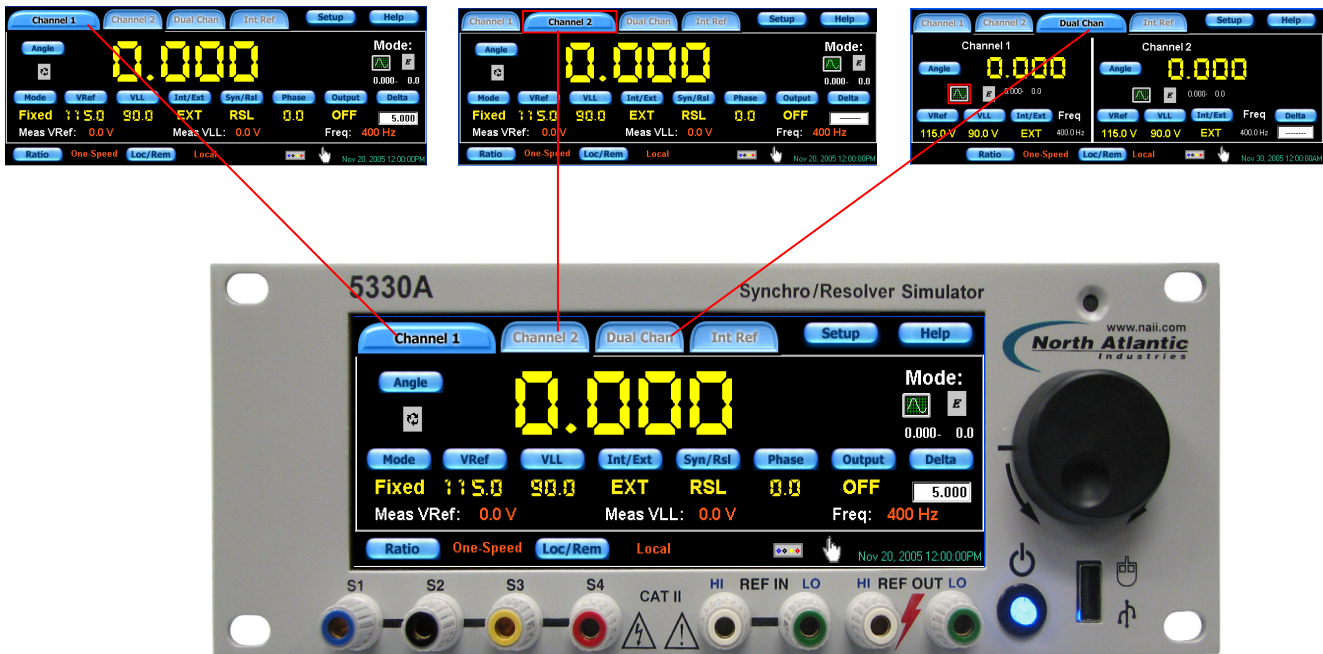 Channel 1 Channel 2 Dual Chan Int Ref Setup Help
Angle 0.000 Mode:
E
0.000- 0.0
Mode VRef VLL Int/Ext Syn/Rsl Phase Output Delta
Fixed 115.0 90.0 EXT RSL 0.0 OFF 5.000
Meas VRef: 0.0 V Meas VLL: 0.0 V Freq: 400 Hz
Ratio One-Speed Loc/Rem Local Nov 20, 2005 12:00:00PM
Channel 1 Channel 2 Dual Chan Int Ref Setup Help
Angle 0.000 Mode:
E
0.000- 0.0
Mode VRef VLL Int/Ext Syn/Rsl Phase Output Delta
Fixed 115.0 90.0 EXT RSL 0.0 OFF -----
Meas VRef: 0.0 V Meas VLL: 0.0 V Freq: 400 Hz
Ratio One-Speed Loc/Rem Local Nov 20, 2005 12:00:00PM
Channel 1 Channel 2 Dual Chan Int Ref Setup Help
Channel 1 Channel 2
Angle 0.000 Angle 0.000
E 0.000- 0.0 E 0.000- 0.0
VRef VLL Int/Ext Freq VRef VLL Int/Ext Freq Delta
115.0 V 90.0 V EXT 400.0 Hz 115.0 V 90.0 V EXT 400.0 Hz --------
Ratio One-Speed Loc/Rem Local Nov 30, 2005 12:00:00AM
5330A Synchro/Resolver Simulator
www.naii.com
North Atlantic
Industries
Channel 1 Channel 2 Dual Chan Int Ref Setup Help
Angle 0.000 Mode:
E
0.000- 0.0
Mode VRef VLL Int/Ext Syn/Rsl Phase Output Delta
Fixed 115.0 90.0 EXT RSL 0.0 OFF 5.000
Meas VRef: 0.0 V Meas VLL: 0.0 V Freq: 400 Hz
Ratio One-Speed Loc/Rem Local Nov 20, 2005 12:00:00PM
S1 S2 S3 S4 CAT II HI REF IN LO HI REF OUT LO